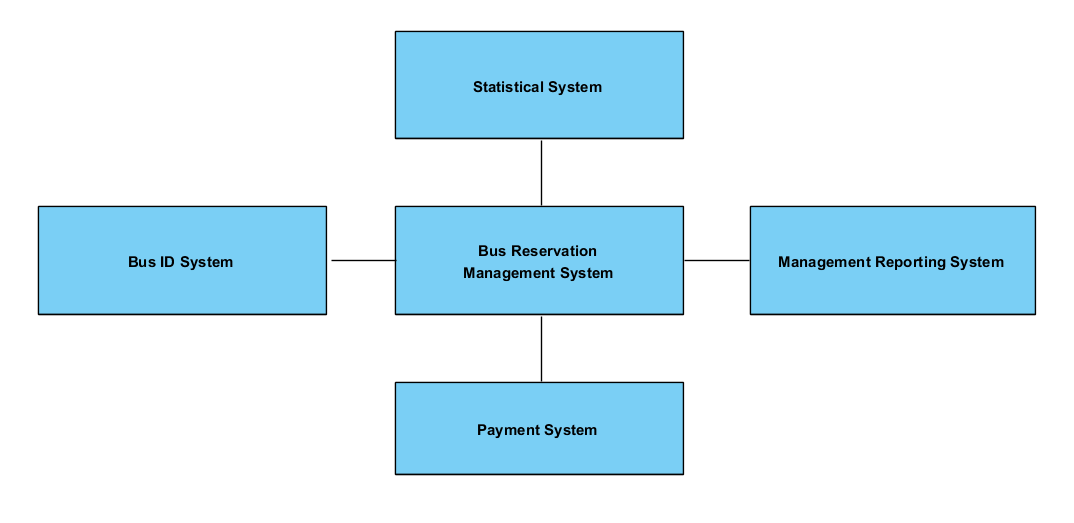 Statistical System
Bus ID System
Bus Reservation
Management System
Management Reporting System
Payment System